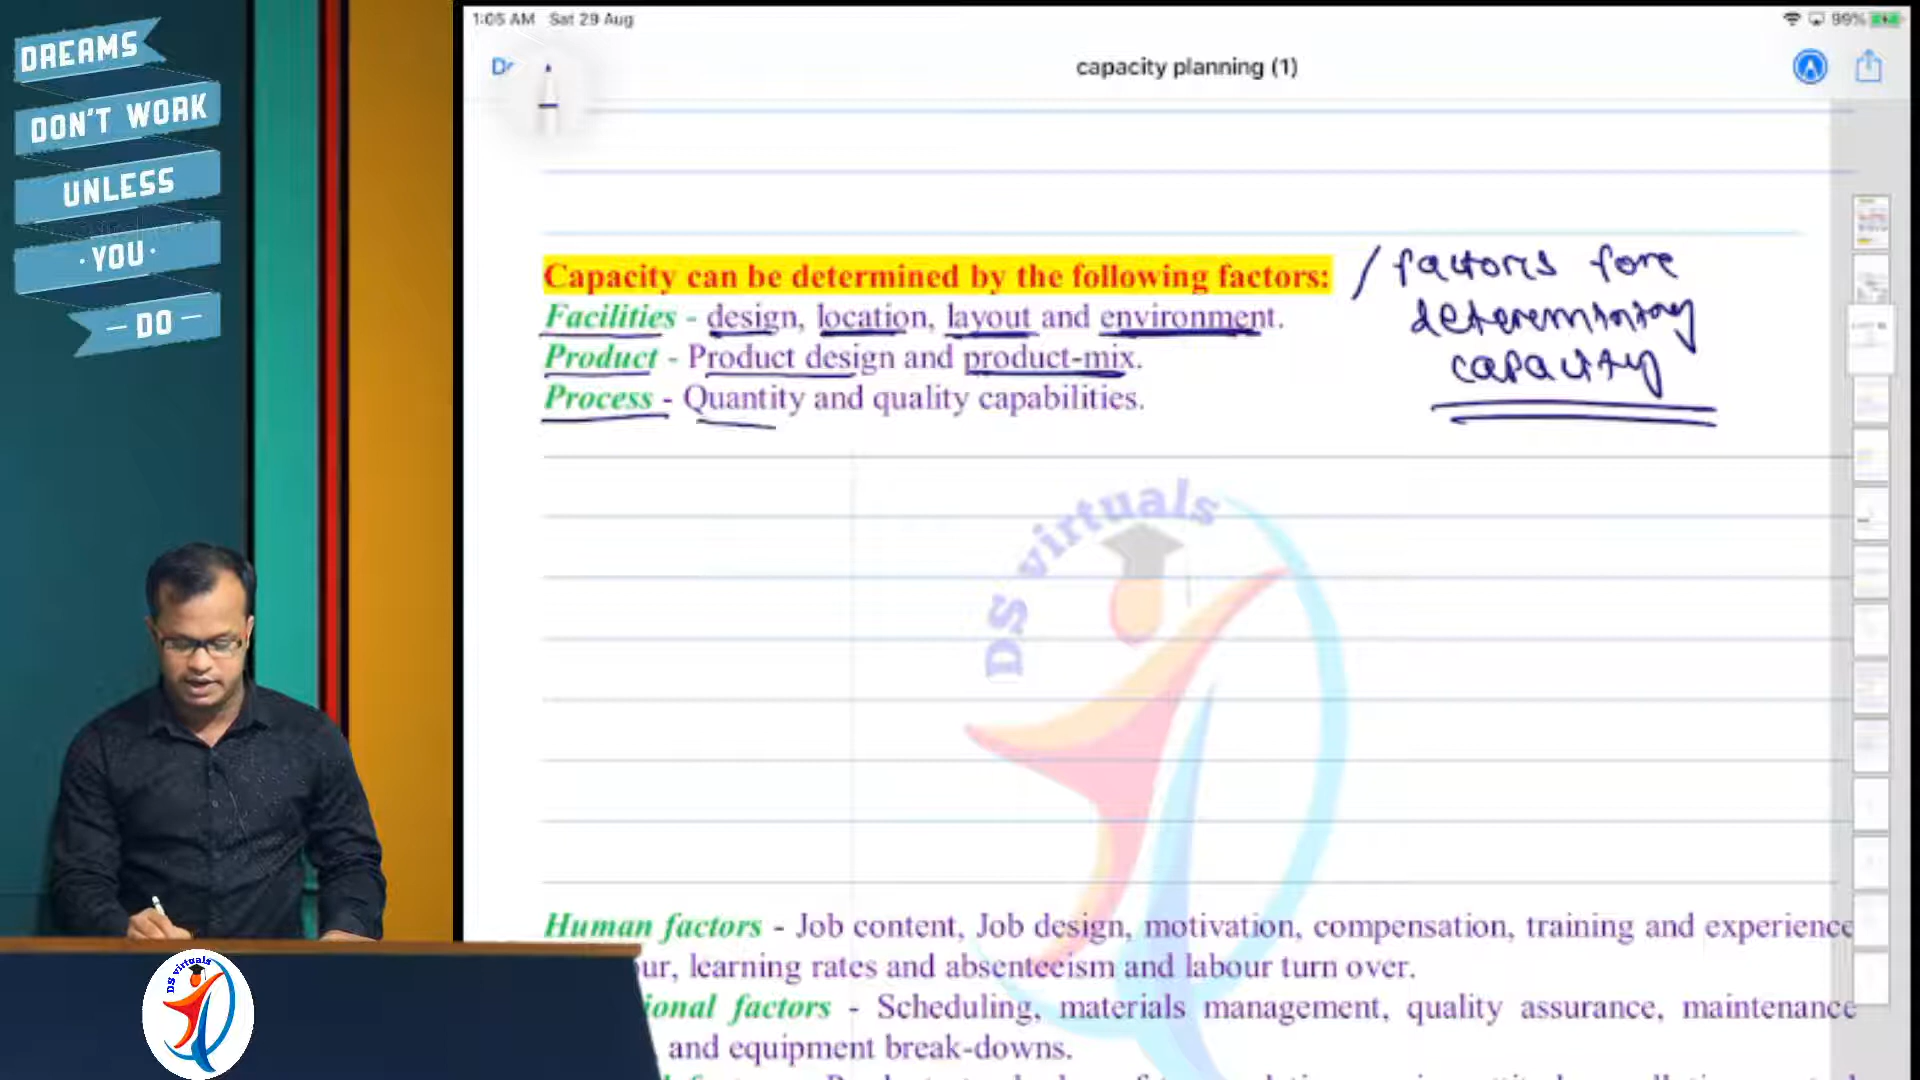 DREAMS
DON'T WORK
UNLESS
· YOU ·
– DO –
1:05 AM Sat 29 Aug
99%
capacity planning (1)
Capacity can be determined by the following factors:
/ factors for
determining
capacity
Facilities - design, location, layout and environment.
Product - Product design and product-mix.
Process - Quantity and quality capabilities.
DS virtuals
Human factors - Job content, Job design, motivation, compensation, training and experience
our, learning rates and absenteeism and labour turn over.
ional factors - Scheduling, materials management, quality assurance, maintenance
and equipment break-downs.
DS virtuals